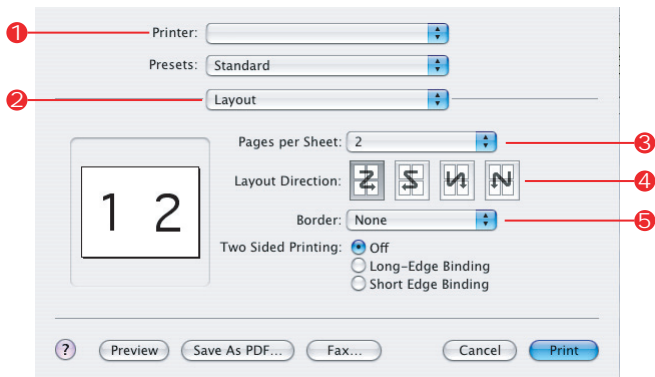 1 Printer:
Presets: Standard
2 Layout
Pages per Sheet: 2 3
Layout Direction: 4
Border: None 5
1 2
Two Sided Printing: Off
Long-Edge Binding
Short Edge Binding
? Preview Save As PDF... Fax... Cancel Print